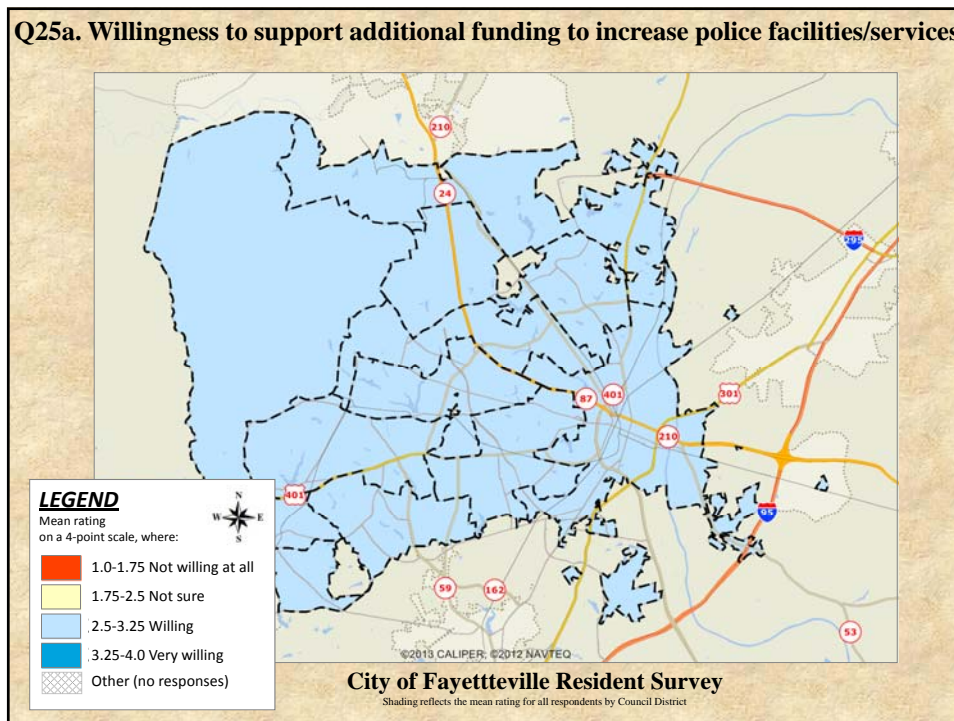 Q25a. Willingness to support additional funding to increase police facilities/services
210
24
295
301
87
401
210
401
95
59
162
53
LEGEND
Mean rating
on a 4-point scale, where:
N
W E
S
1.0-1.75 Not willing at all
1.75-2.5 Not sure
2.5-3.25 Willing
3.25-4.0 Very willing
Other (no responses)
©2013 CALIPER; ©2012 NAVTEQ
City of Fayettteville Resident Survey
Shading reflects the mean rating for all respondents by Council District